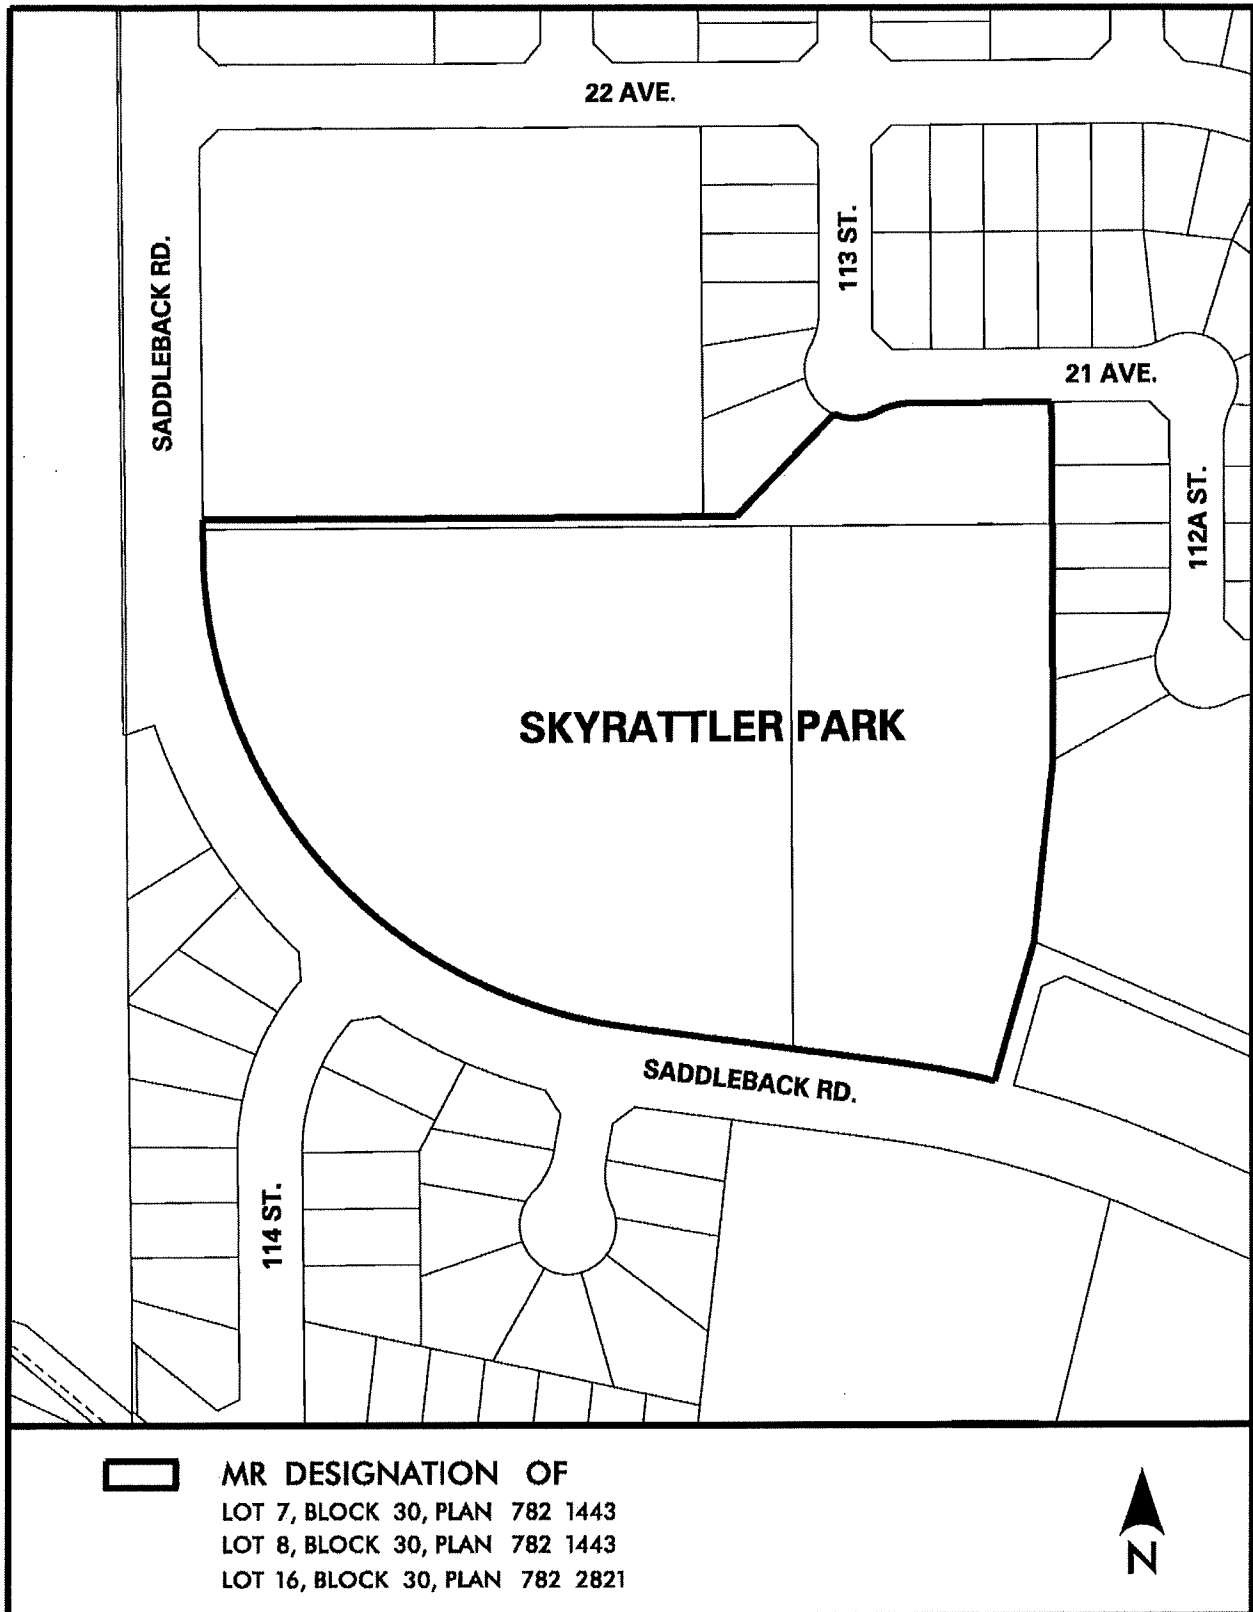 22 AVE.
SADDLEBACK RD.
113 ST.
21 AVE.
112A ST.
SKYRATTLER PARK
SADDLEBACK RD.
114 ST.
MR DESIGNATION OF
LOT 7, BLOCK 30, PLAN 782 1443
LOT 8, BLOCK 30, PLAN 782 1443
LOT 16, BLOCK 30, PLAN 782 2821
N